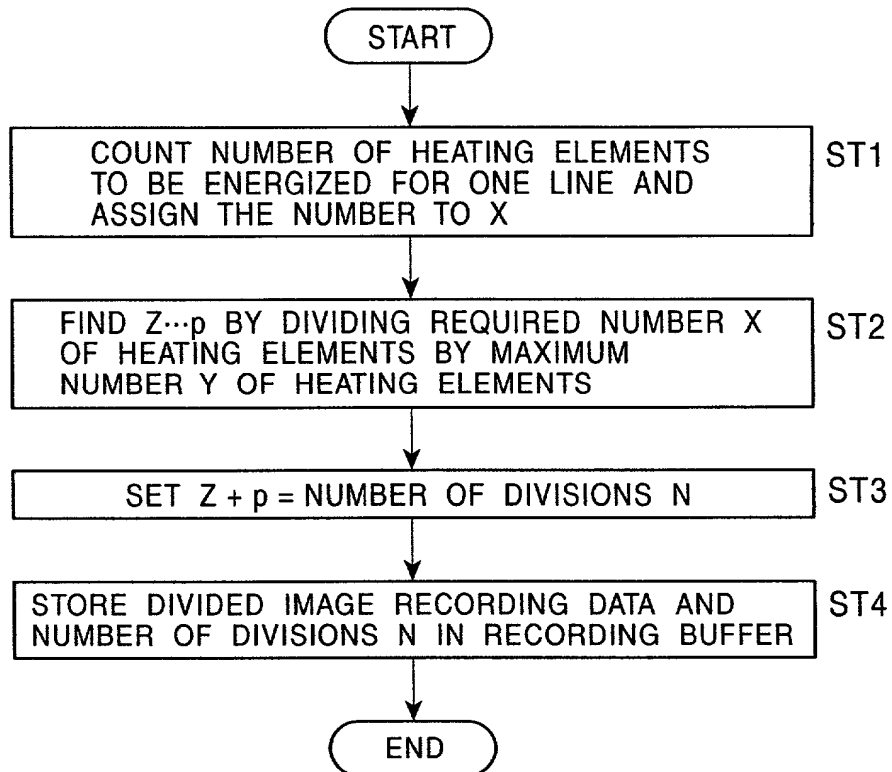 START
COUNT NUMBER OF HEATING ELEMENTS
TO BE ENERGIZED FOR ONE LINE AND
ASSIGN THE NUMBER TO X
ST1
FIND Z···p BY DIVIDING REQUIRED NUMBER X
OF HEATING ELEMENTS BY MAXIMUM
NUMBER Y OF HEATING ELEMENTS
ST2
SET Z + p = NUMBER OF DIVISIONS N
ST3
STORE DIVIDED IMAGE RECORDING DATA AND
NUMBER OF DIVISIONS N IN RECORDING BUFFER
ST4
END